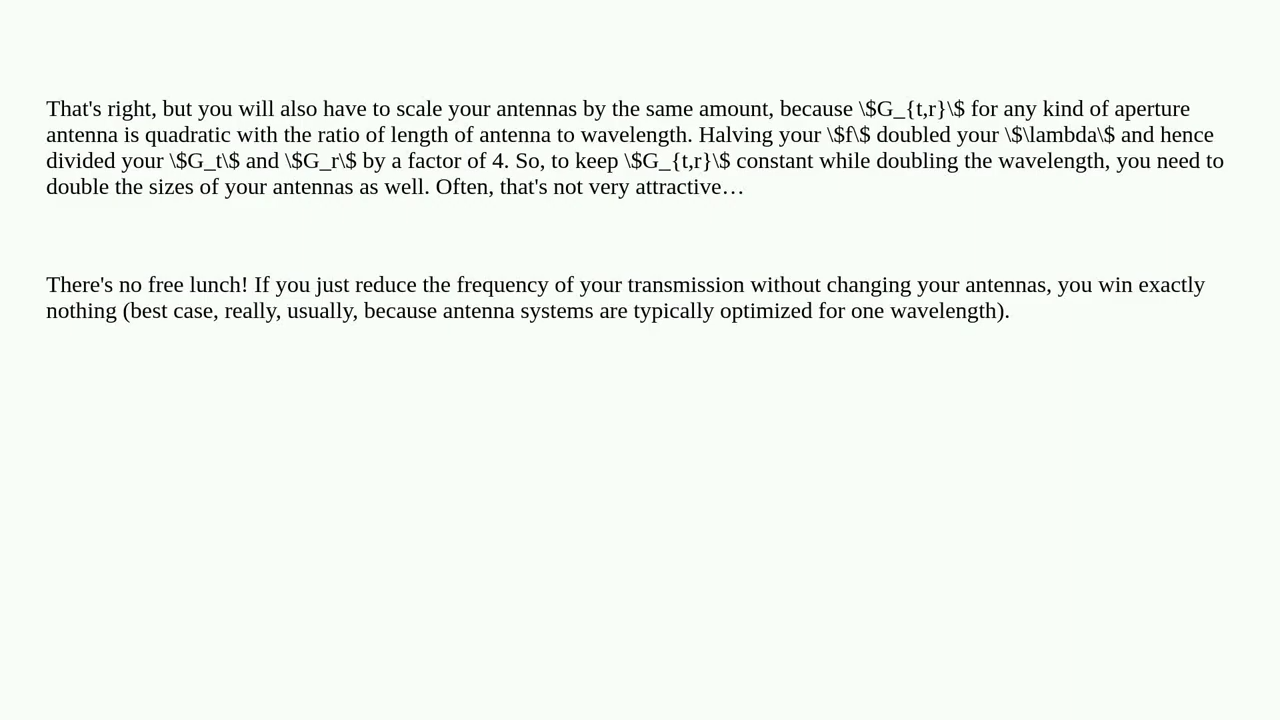 That's right, but you will also have to scale your antennas by the same amount, because \$G_{t,r}\$ for any kind of aperture
antenna is quadratic with the ratio of length of antenna to wavelength. Halving your \$f\$ doubled your \$\lambda\$ and hence
divided your \$G_t\$ and \$G_r\$ by a factor of 4. So, to keep \$G_{t,r}\$ constant while doubling the wavelength, you need to
double the sizes of your antennas as well. Often, that's not very attractive…
There's no free lunch! If you just reduce the frequency of your transmission without changing your antennas, you win exactly
nothing (best case, really, usually, because antenna systems are typically optimized for one wavelength).